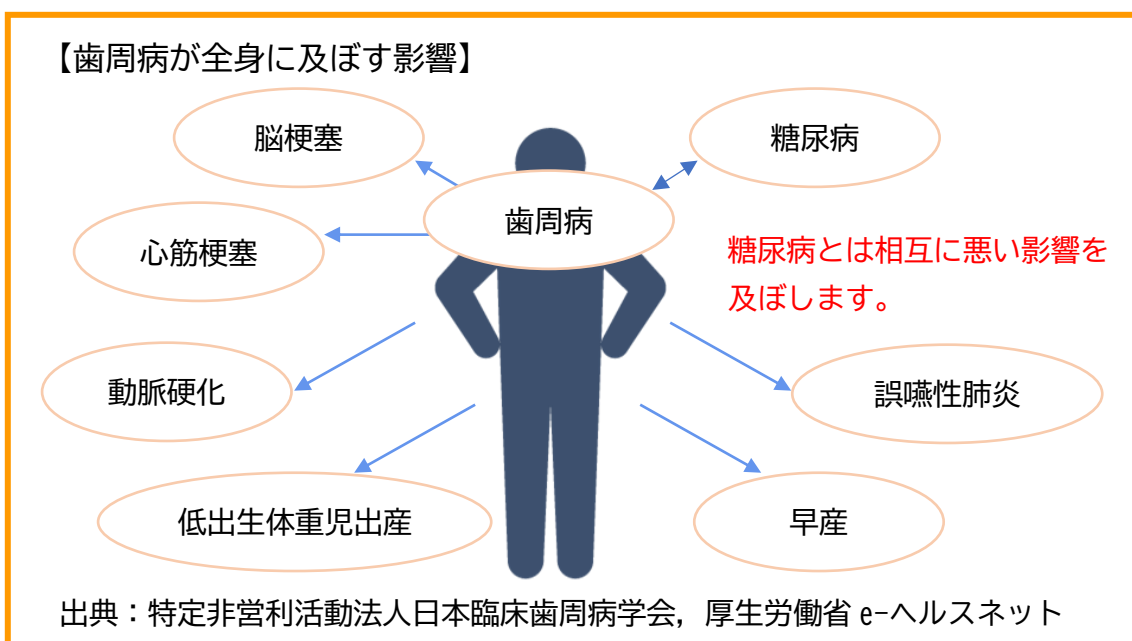 【歯周病が全身に及ぼす影響】
脳梗塞
糖尿病
歯周病
心筋梗塞
糖尿病とは相互に悪い影響を
及ぼします。
動脈硬化
誤嚥性肺炎
低出生体重児出産
早産
出典：特定非営利活動法人日本臨床歯周病学会，厚生労働省 e-ヘルスネット